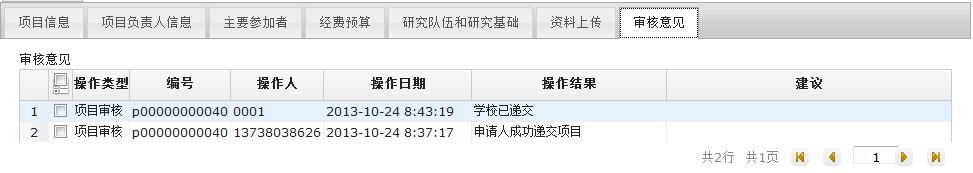 项目信息 项目负责人信息 主要参加者 经费预算 研究队伍和研究基础 资料上传 审核意见
审核意见
操作类型 编号 操作人 操作日期 操作结果 建议
1 项目审核 p00000000040 0001 2013-10-24 8:43:19 学校已递交
2 项目审核 p00000000040 13738038626 2013-10-24 8:37:17 申请人成功递交项目
共2行 共1页 1